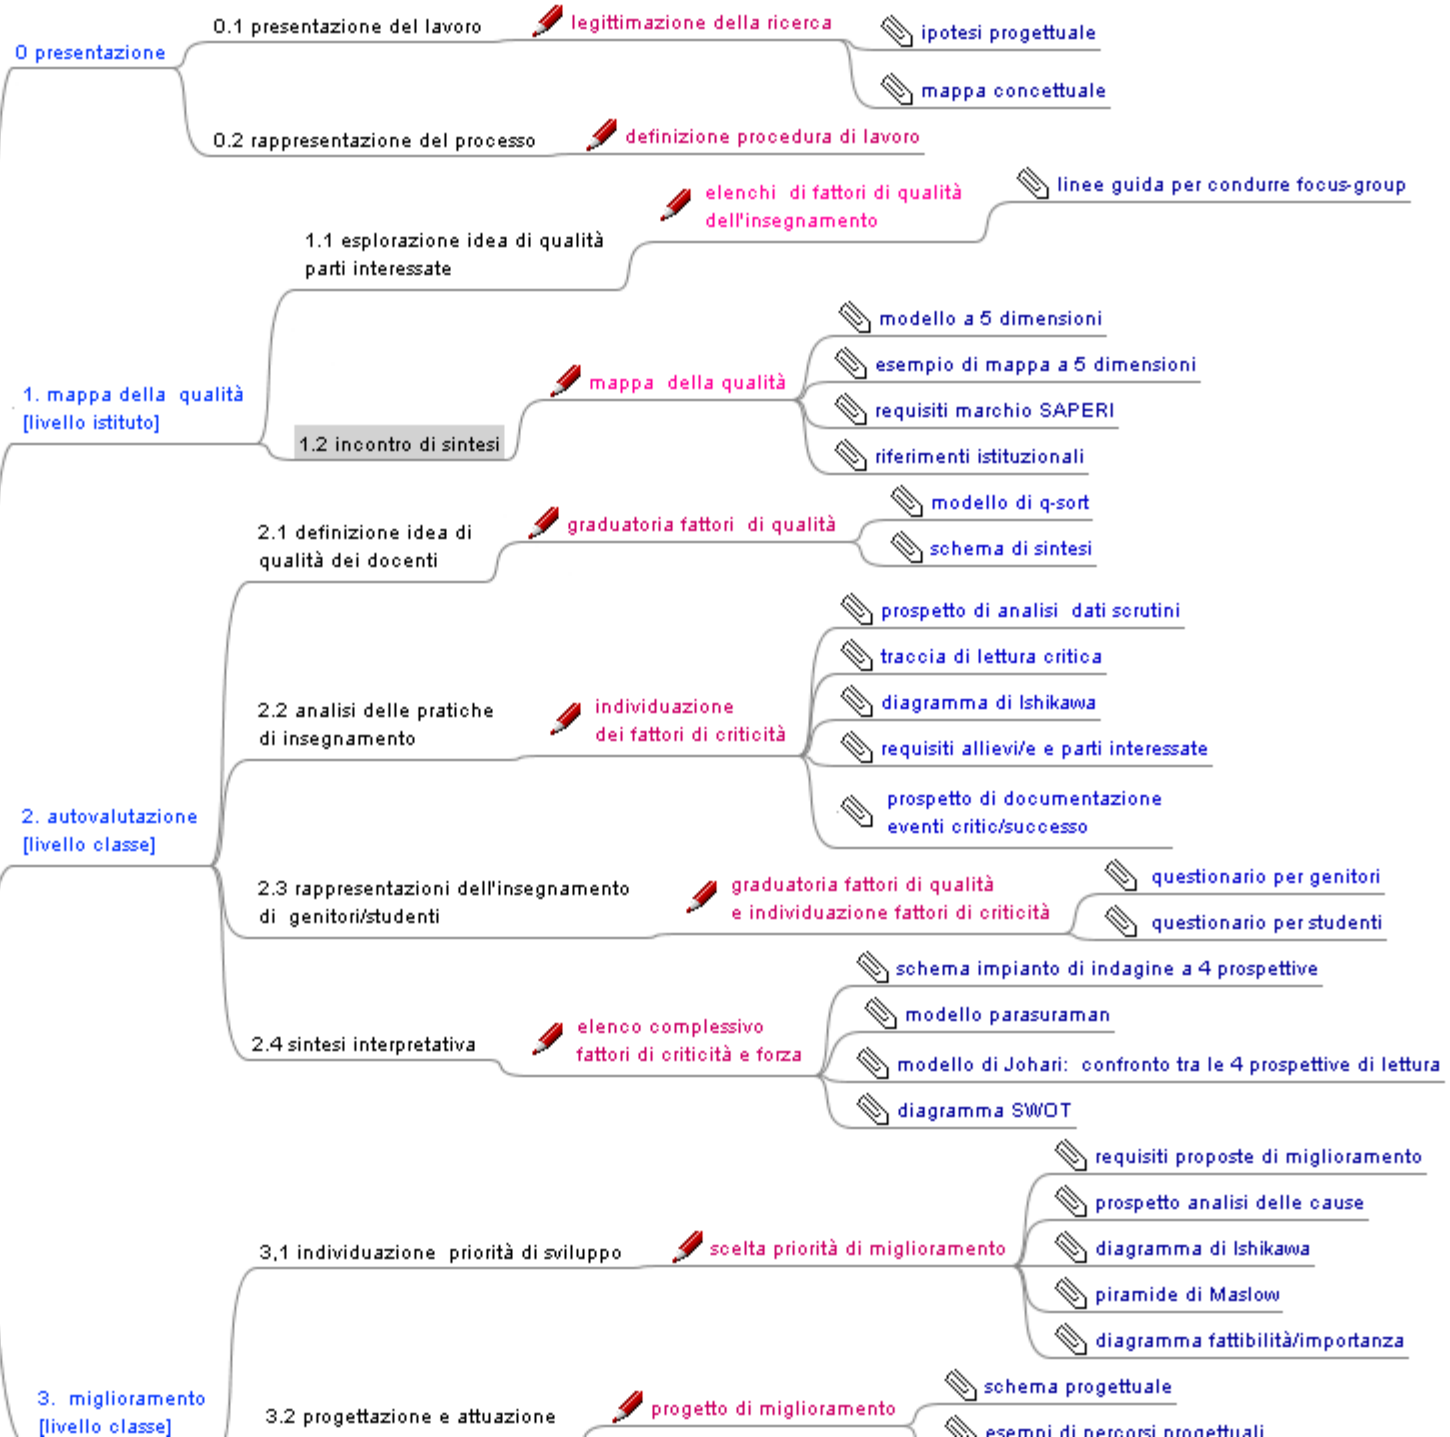 0 presentazione
0.1 presentazione del lavoro
legittimazione della ricerca
ipotesi progettuale
mappa concettuale
0.2 rappresentazione del processo
definizione procedura di lavoro
1. mappa della qualità
[livello istituto]
1.1 esplorazione idea di qualità
parti interessate
elenchi di fattori di qualità
dell'insegnamento
linee guida per condurre focus-group
1.2 incontro di sintesi
mappa della qualità
modello a 5 dimensioni
esempio di mappa a 5 dimensioni
requisiti marchio SAPERI
riferimenti istituzionali
2. autovalutazione
[livello classe]
2.1 definizione idea di
qualità dei docenti
graduatoria fattori di qualità
modello di q-sort
schema di sintesi
2.2 analisi delle pratiche
di insegnamento
individuazione
dei fattori di criticità
prospetto di analisi dati scrutini
traccia di lettura critica
diagramma di Ishikawa
requisiti allievi/e e parti interessate
prospetto di documentazione
eventi critic/successo
2.3 rappresentazioni dell'insegnamento
di genitori/studenti
graduatoria fattori di qualità
e individuazione fattori di criticità
questionario per genitori
questionario per studenti
2.4 sintesi interpretativa
elenco complessivo
fattori di criticità e forza
schema impianto di indagine a 4 prospettive
modello parasuraman
modello di Johari: confronto tra le 4 prospettive di lettura
diagramma SWOT
3. miglioramento
[livello classe]
3,1 individuazione priorità di sviluppo
scelta priorità di miglioramento
requisiti proposte di miglioramento
prospetto analisi delle cause
diagramma di Ishikawa
piramide di Maslow
diagramma fattibilità/importanza
3.2 progettazione e attuazione
progetto di miglioramento
schema progettuale
esempi di percorsi progettuali